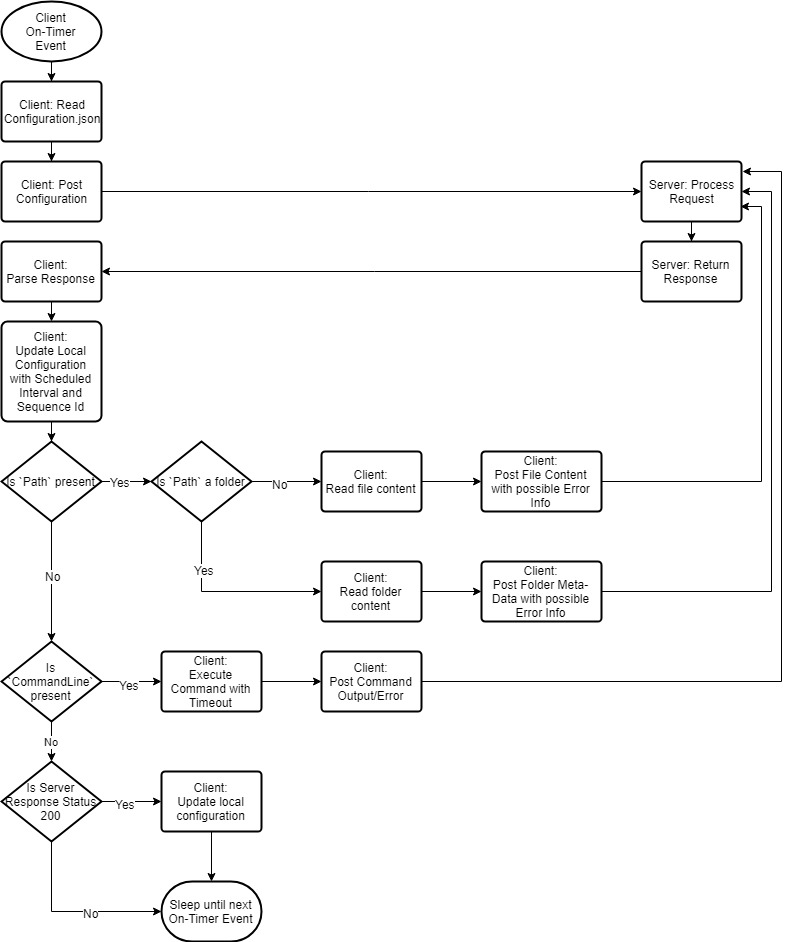 Client
On-Timer
Event
Client: Read
Configuration.json
Client: Post
Configuration
Server: Process
Request
Client:
Parse Response
Server: Return
Response
Client:
Update Local
Configuration
with Scheduled
Interval and
Sequence Id
Is `Path` present
Yes
Is `Path` a folder
No
Client:
Read file content
Client:
Post File Content
with possible Error
Info
No
Yes
Client:
Read folder
content
Client:
Post Folder Meta-
Data with possible
Error Info
Is
`CommandLine`
present
Yes
Client:
Execute
Command with
Timeout
Client:
Post Command
Output/Error
No
Is Server
Response Status
200
Yes
Client:
Update local
configuration
No
Sleep until next
On-Timer Event